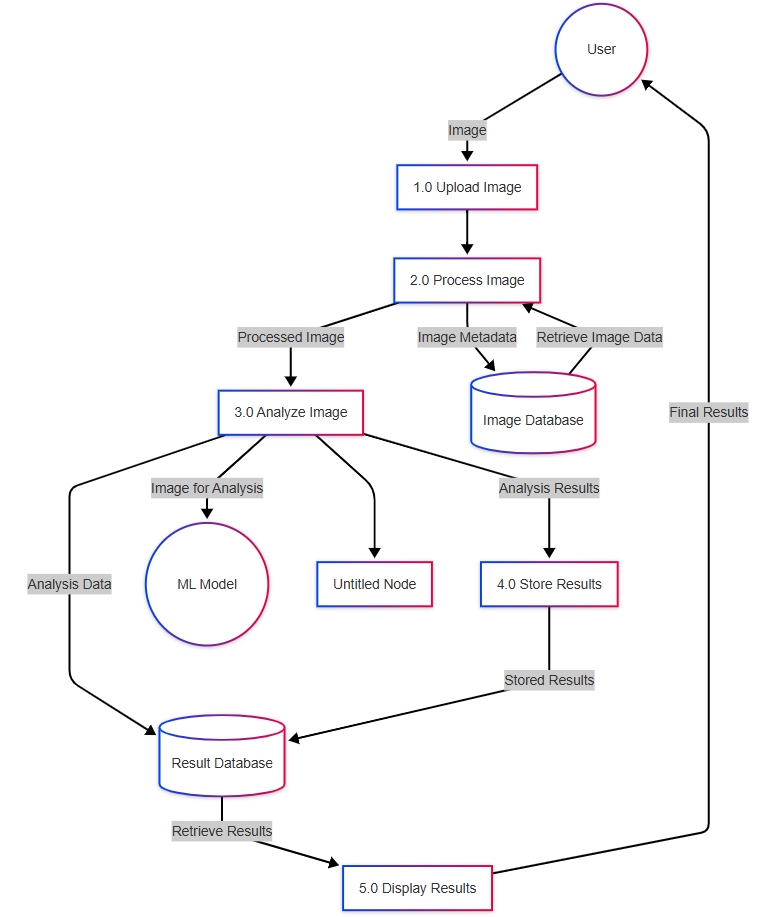 User
Image
1.0 Upload Image
2.0 Process Image
Processed Image
Image Metadata
Retrieve Image Data
3.0 Analyze Image
Image Database
Final Results
Image for Analysis
Analysis Results
Analysis Data
ML Model
Untitled Node
4.0 Store Results
Stored Results
Result Database
Retrieve Results
5.0 Display Results